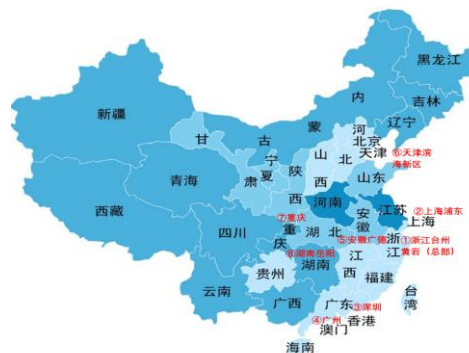 黑龙江
吉林
辽宁
内
蒙
古
新疆
甘
肃
宁
夏
青海
西藏
陕
西
山
西
河
北
北京
天津
天津滨
海新区
山东
河南
江苏
②上海浦东
上海
安
徽
⑦重庆
重
庆
四川
湖北
⑤安徽广德
浙
江
①浙江台州
黄岩（总部）
湖南岳阳
湖南
江
西
贵州
福建
云南
广西
广东
③深圳
④广州
香港
澳门
台
湾
海南